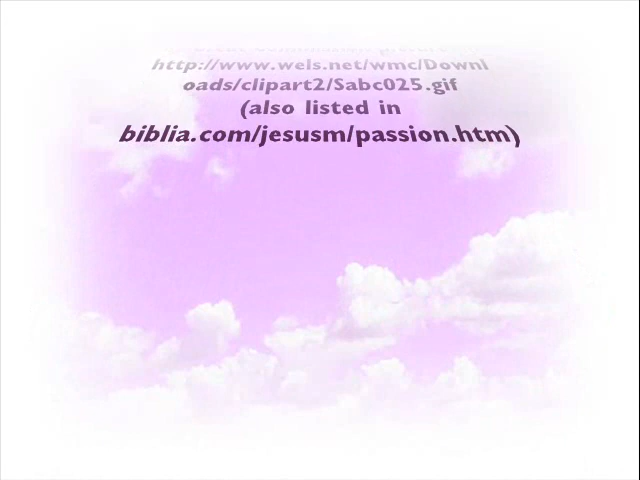 http://www.wels.net/wmc/Downl
oads/clipart2/Sabc025.gif
(also listed in
biblia.com/jesusm/passion.htm)